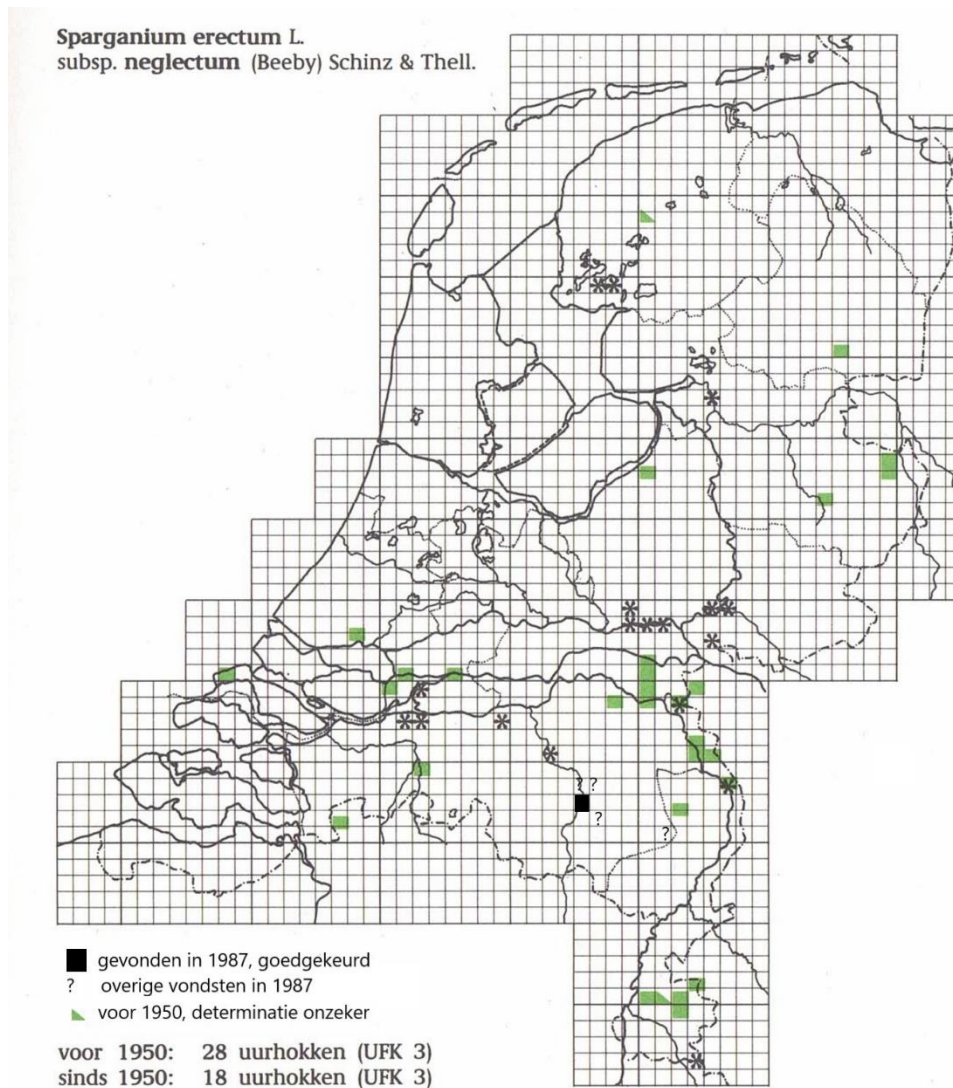 Sparganium erectum L.
subsp. neglectum (Beeby) Schinz & Thell.
? ?
?
?
gevonden in 1987, goedgekeurd
? overige vondsten in 1987
voor 1950, determinatie onzeker
voor 1950: 28 uurhokken (UFK 3)
sinds 1950: 18 uurhokken (UFK 3)